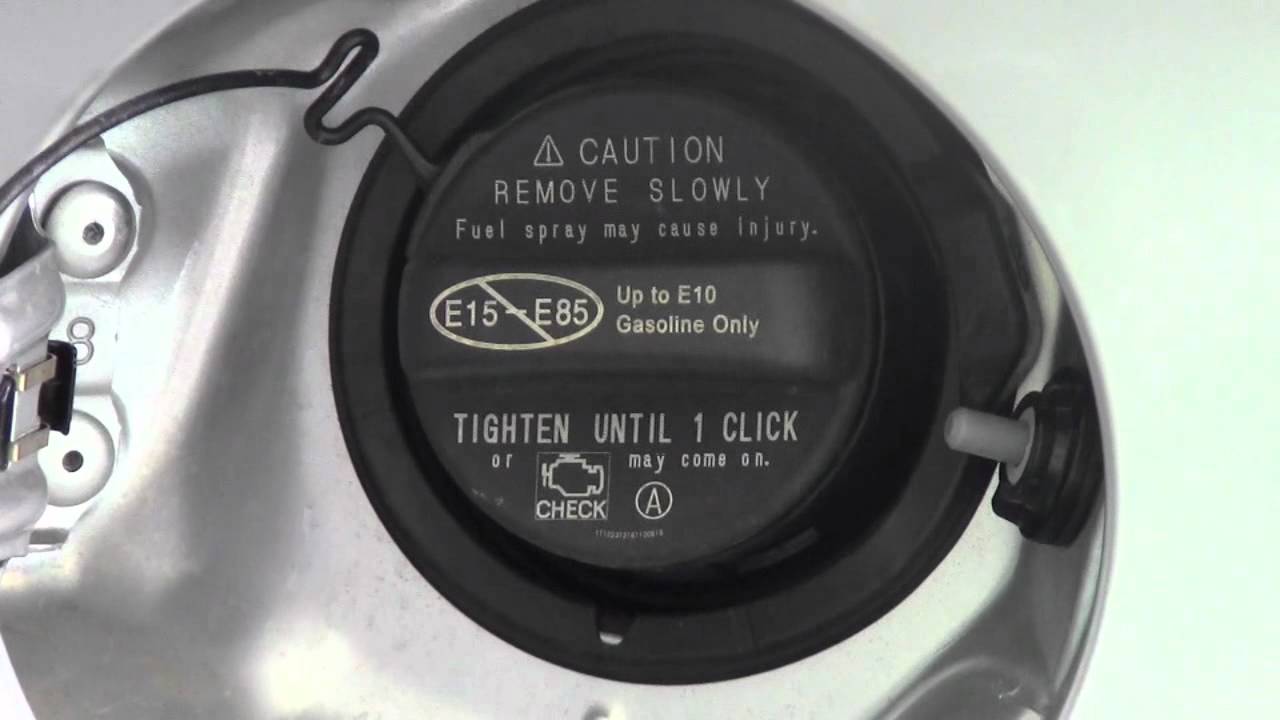 ⚠ CAUTION
REMOVE SLOWLY
Fuel spray may cause injury.
E15-E85 Up to E10
Gasoline Only
TIGHTEN UNTIL 1 CLICK
or CHECK may come on.
A
8